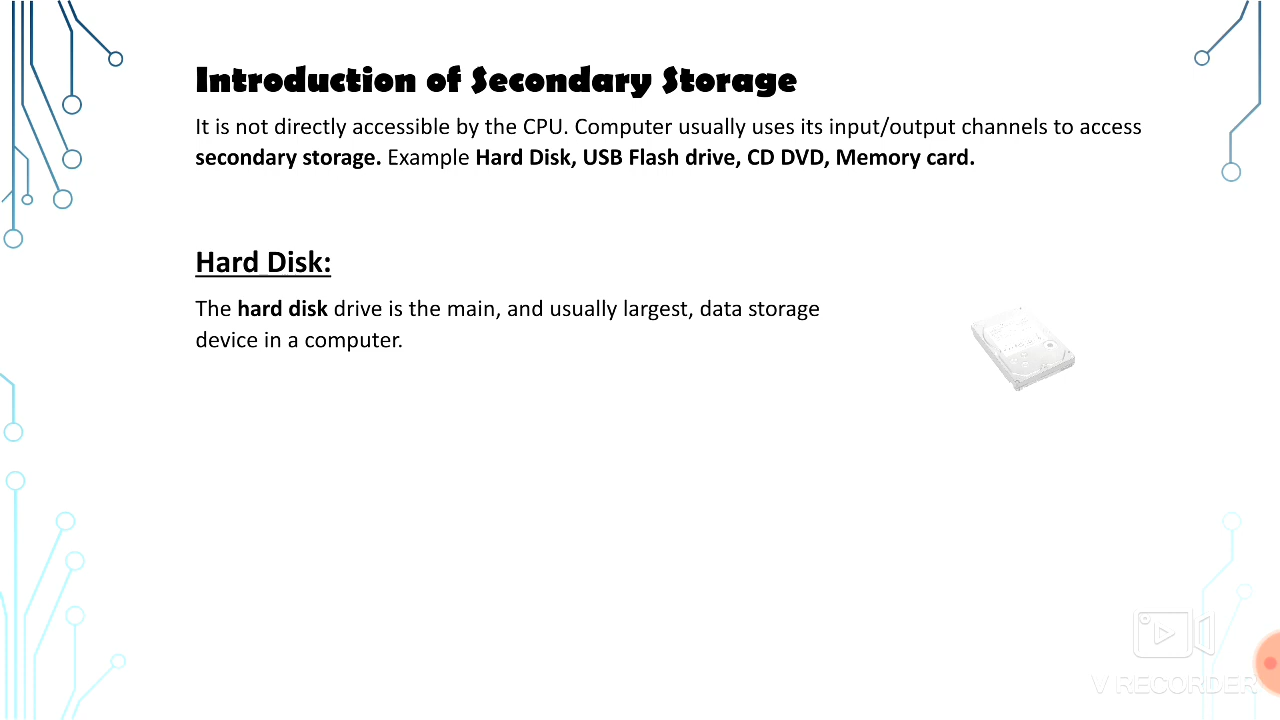 Introduction of Secondary Storage
It is not directly accessible by the CPU. Computer usually uses its input/output channels to access
secondary storage. Example Hard Disk, USB Flash drive, CD DVD, Memory card.
Hard Disk:
The hard disk drive is the main, and usually largest, data storage
device in a computer.
V RECORDER